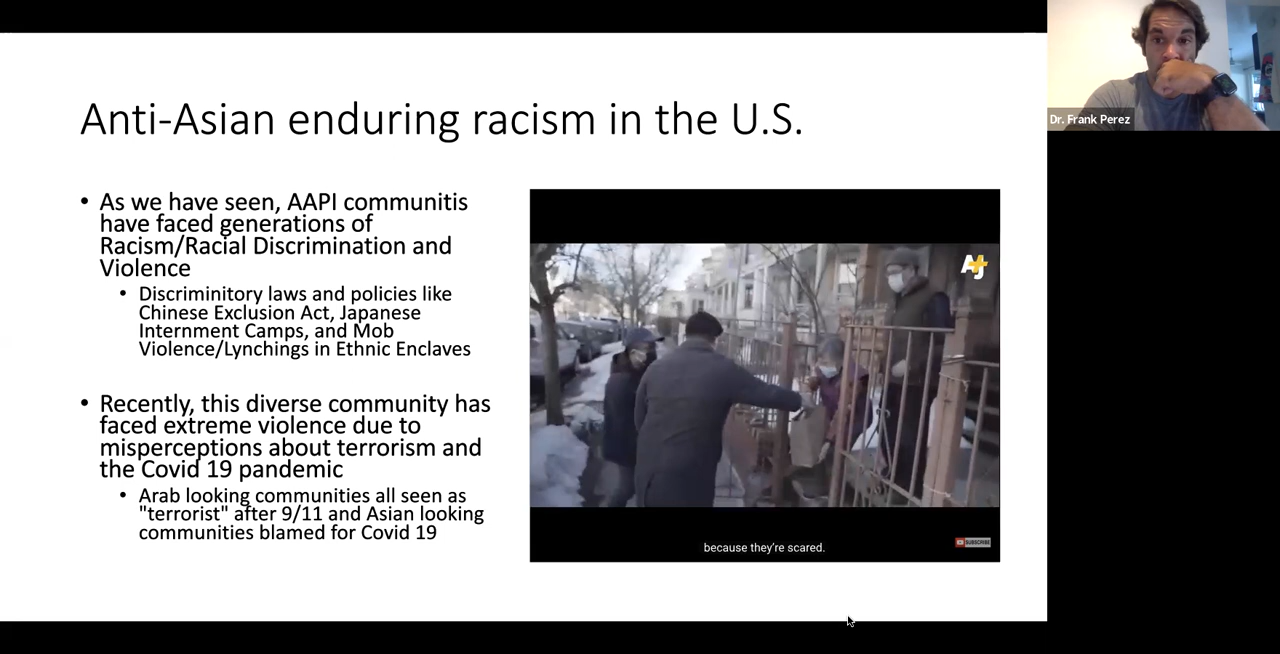 Anti-Asian enduring racism in the U.S.
• As we have seen, AAPI communitis
have faced generations of
Racism/Racial Discrimination and
Violence
• Discriminitory laws and policies like
Chinese Exclusion Act, Japanese
Internment Camps, and Mob
Violence/Lynchings in Ethnic Enclaves
• Recently, this diverse community has
faced extreme violence due to
misperceptions about terrorism and
the Covid 19 pandemic
• Arab looking communities all seen as
"terrorist" after 9/11 and Asian looking
communities blamed for Covid 19
AJ+
because they're scared.
SUBSCRIBE
Dr. Frank Perez